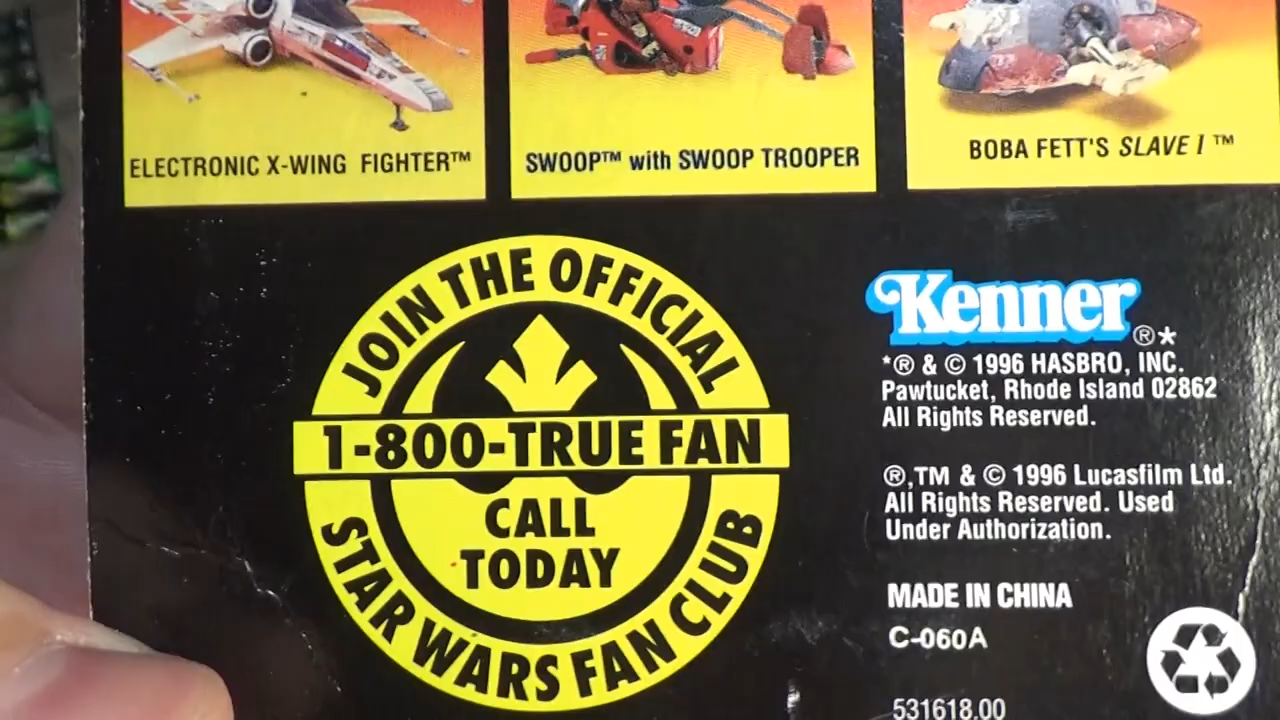 ELECTRONIC X-WING FIGHTER™
SWOOP™ with SWOOP TROOPER
BOBA FETT'S SLAVE I ™
JOIN THE OFFICIAL
1-800-TRUE FAN
CALL
TODAY
STAR WARS FAN CLUB
Kenner®*
*® & © 1996 HASBRO, INC.
Pawtucket, Rhode Island 02862
All Rights Reserved.
®,TM & © 1996 Lucasfilm Ltd.
All Rights Reserved. Used
Under Authorization.
MADE IN CHINA
C-060A
531618.00